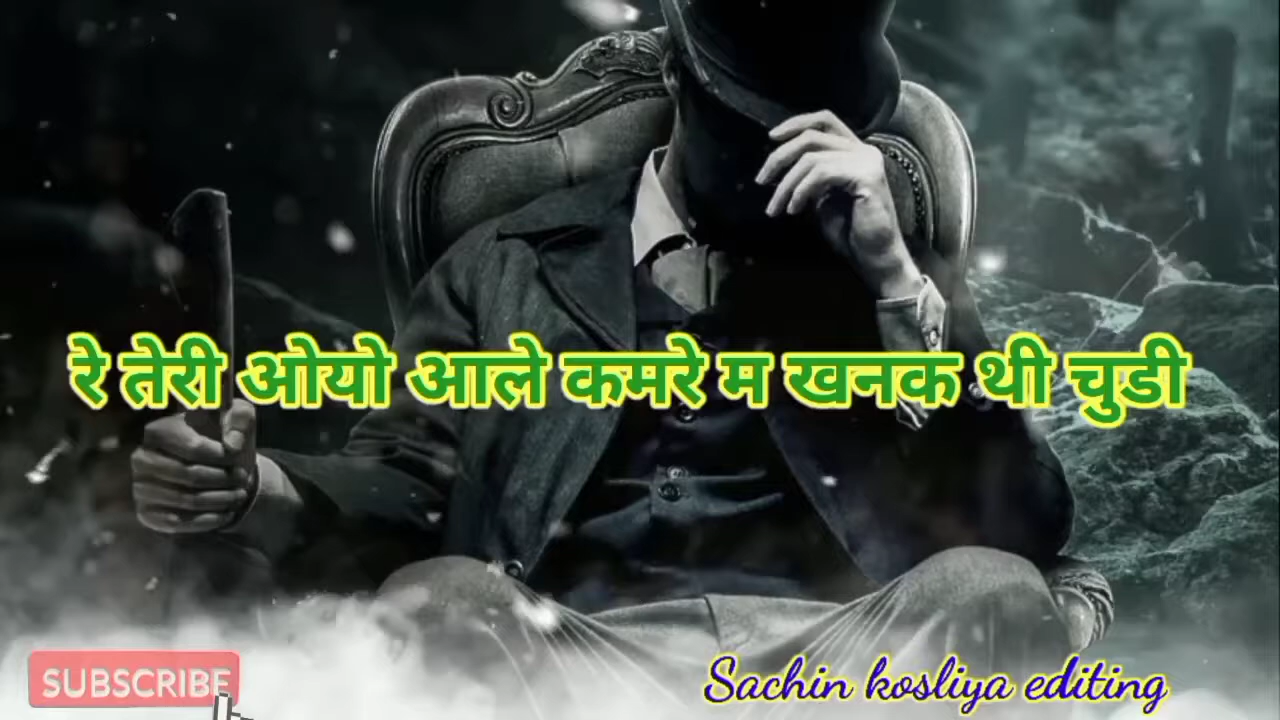 रे तेरी ओयो आले कमरे म खनक थी चुडी
SUBSCRIBE
Sachin kosliya editing